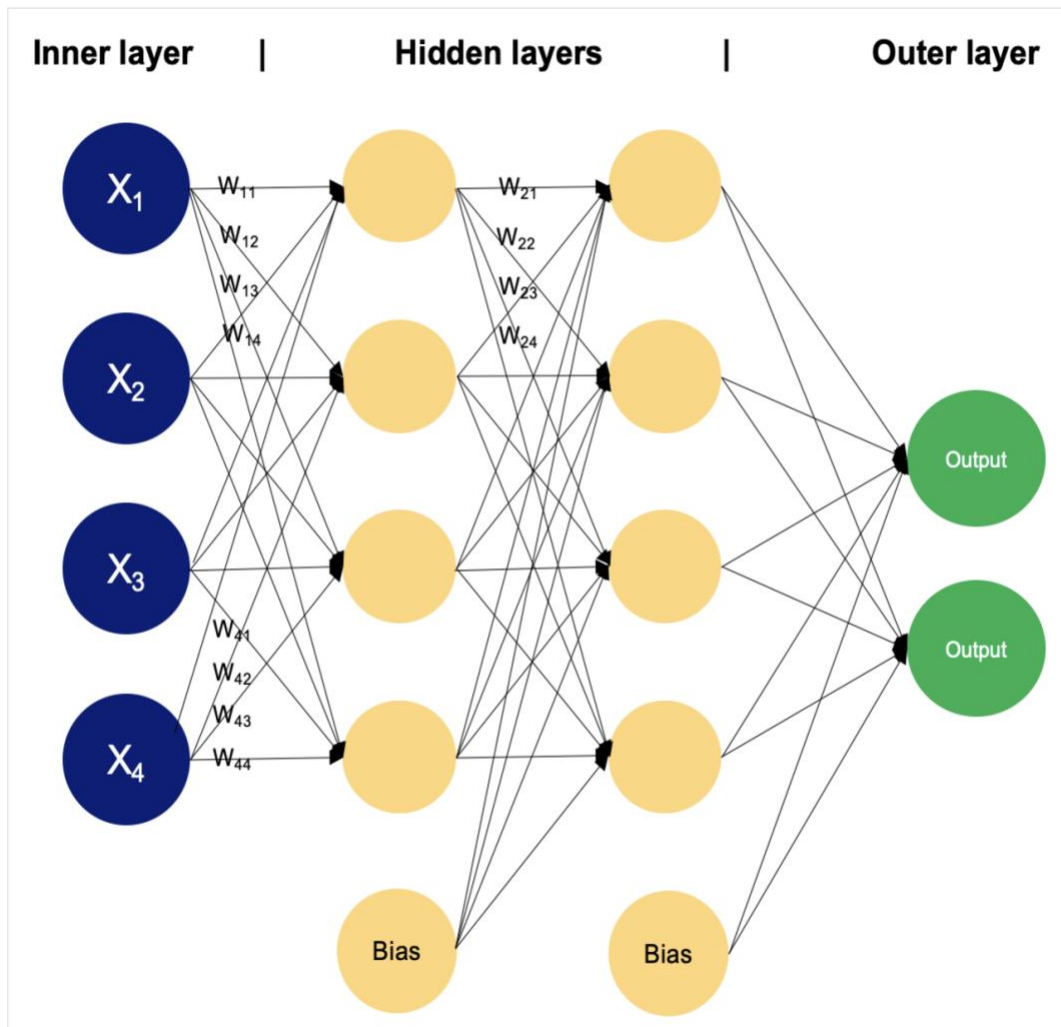 Inner layer | Hidden layers | Outer layer
X₁
W₁₁
W₁₂
W₁₃
W₁₄
W₂₁
W₂₂
W₂₃
W₂₄
X₂
Output
X₃
W₄₁
W₄₂
W₄₃
W₄₄
Output
X₄
Bias
Bias